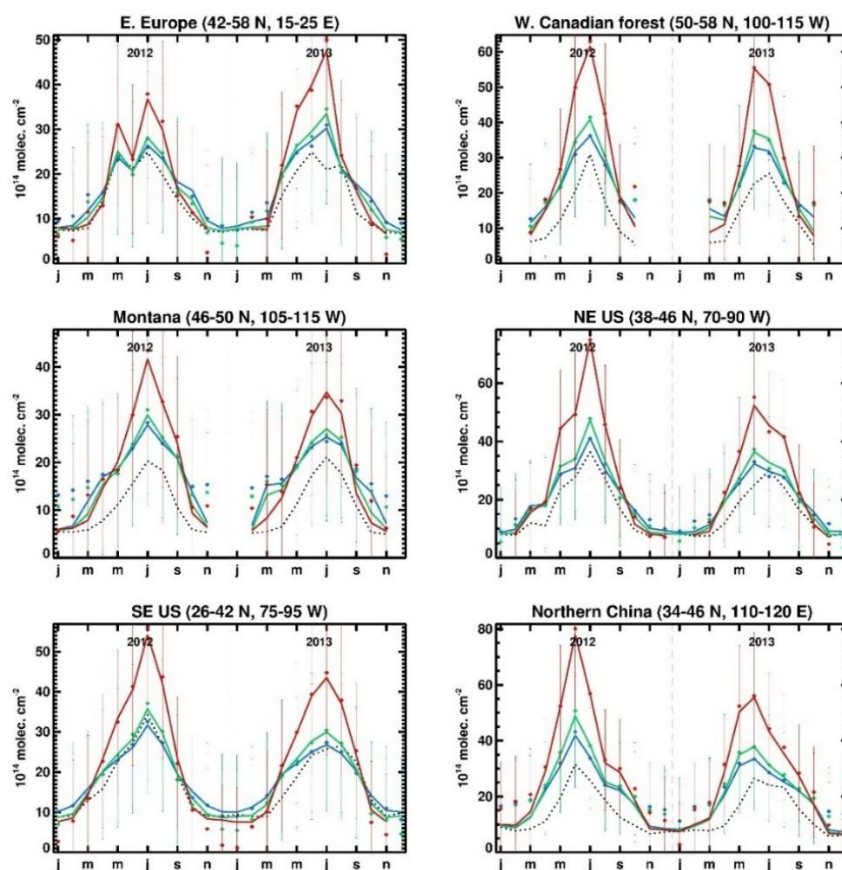 E. Europe (42-58 N, 15-25 E)
2012 2013
10¹⁴ molec. cm⁻²
50
40
30
20
10
0
j m m j s n j m m j s n
W. Canadian forest (50-58 N, 100-115 W)
2012 2013
10¹⁴ molec. cm⁻²
60
50
40
30
20
10
0
j m m j s n j m m j s n
Montana (46-50 N, 105-115 W)
2012 2013
10¹⁴ molec. cm⁻²
40
30
20
10
0
j m m j s n j m m j s n
NE US (38-46 N, 70-90 W)
2012 2013
10¹⁴ molec. cm⁻²
60
40
20
0
j m m j s n j m m j s n
SE US (26-42 N, 75-95 W)
2012 2013
10¹⁴ molec. cm⁻²
50
40
30
20
10
0
j m m j s n j m m j s n
Northern China (34-46 N, 110-120 E)
2012 2013
10¹⁴ molec. cm⁻²
80
60
40
20
0
j m m j s n j m m j s n